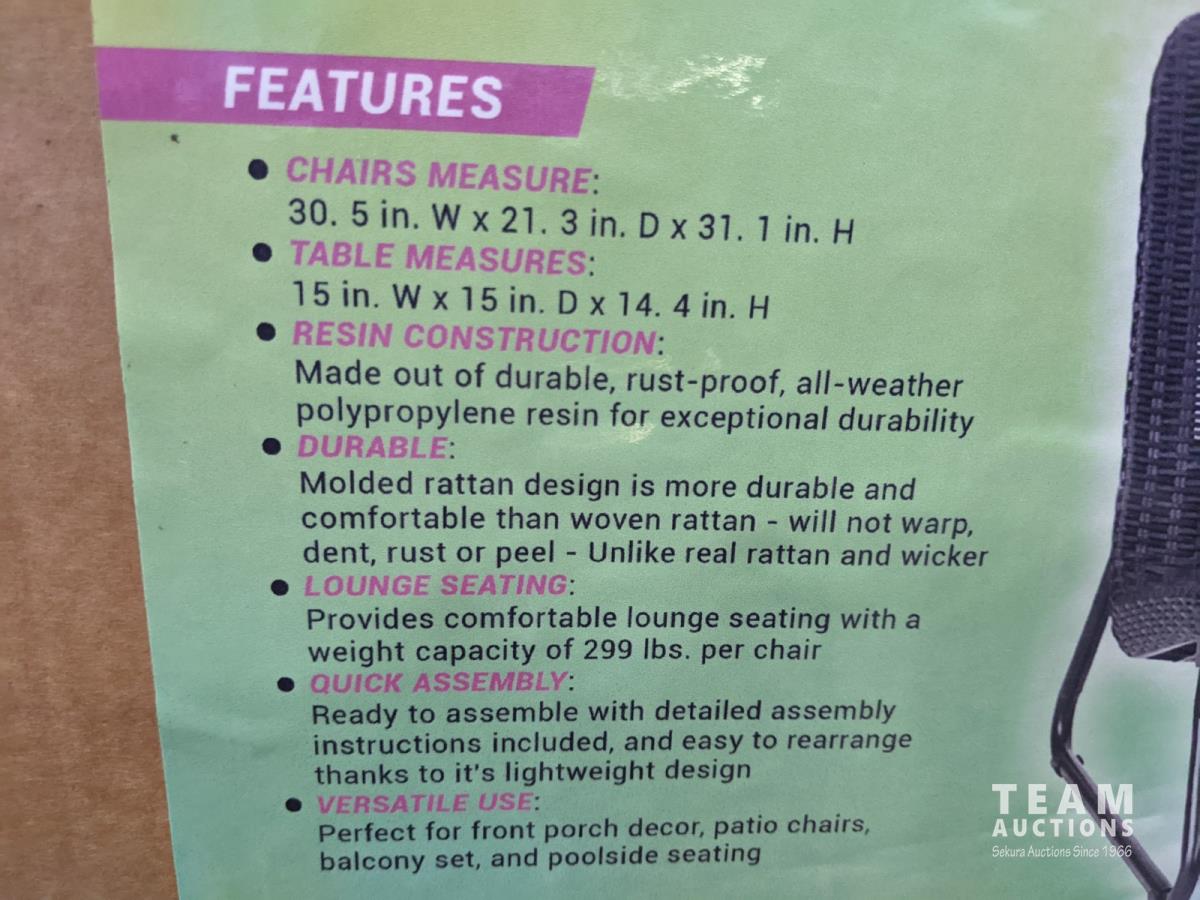 FEATURES
● CHAIRS MEASURE:
30. 5 in. W x 21. 3 in. D x 31. 1 in. H
● TABLE MEASURES:
15 in. W x 15 in. D x 14. 4 in. H
● RESIN CONSTRUCTION:
Made out of durable, rust-proof, all-weather
polypropylene resin for exceptional durability
● DURABLE:
Molded rattan design is more durable and
comfortable than woven rattan - will not warp,
dent, rust or peel - Unlike real rattan and wicker
● LOUNGE SEATING:
Provides comfortable lounge seating with a
weight capacity of 299 lbs. per chair
● QUICK ASSEMBLY:
Ready to assemble with detailed assembly
instructions included, and easy to rearrange
thanks to it's lightweight design
● VERSATILE USE:
Perfect for front porch decor, patio chairs,
balcony set, and poolside seating
TEAM
AUCTIONS
Sekura Auctions Since 1966